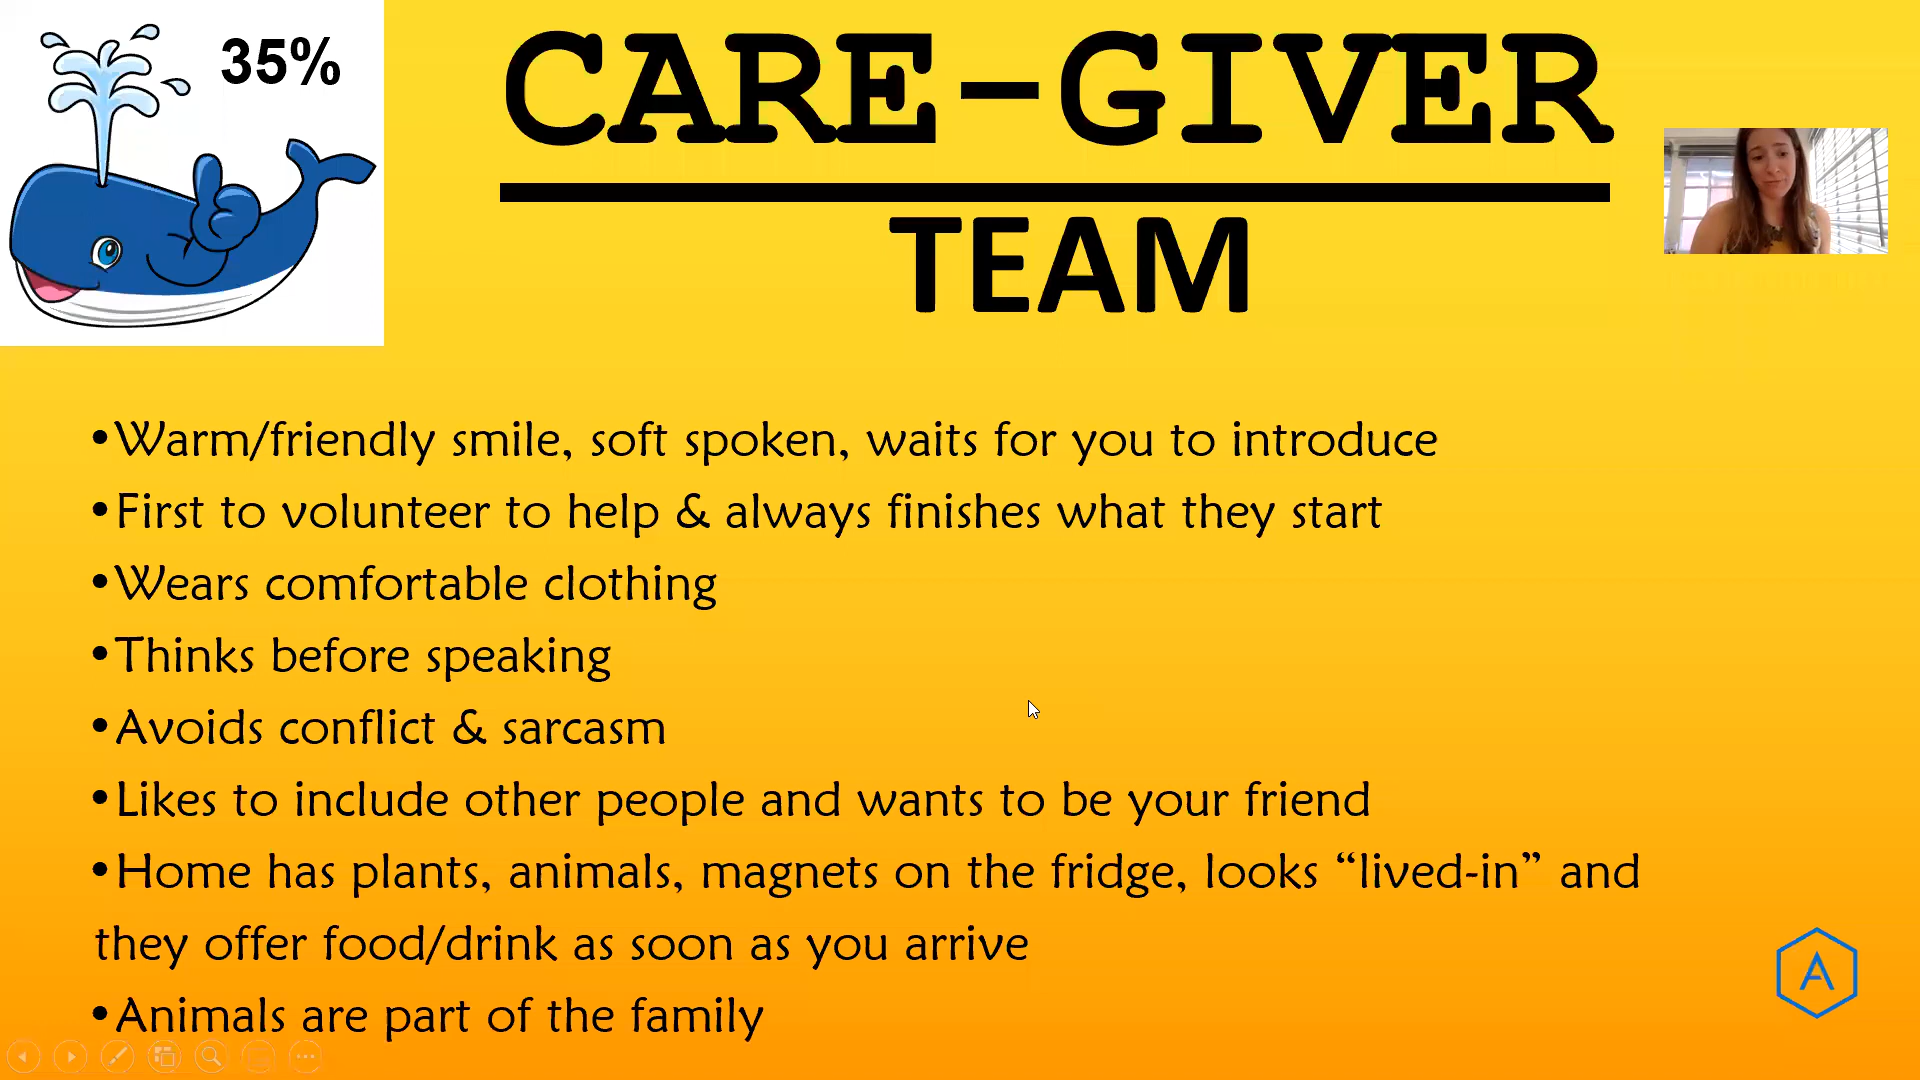 35%
CARE-GIVER
TEAM
•Warm/friendly smile, soft spoken, waits for you to introduce
•First to volunteer to help & always finishes what they start
•Wears comfortable clothing
•Thinks before speaking
•Avoids conflict & sarcasm
•Likes to include other people and wants to be your friend
•Home has plants, animals, magnets on the fridge, looks “lived-in” and
they offer food/drink as soon as you arrive
•Animals are part of the family
A